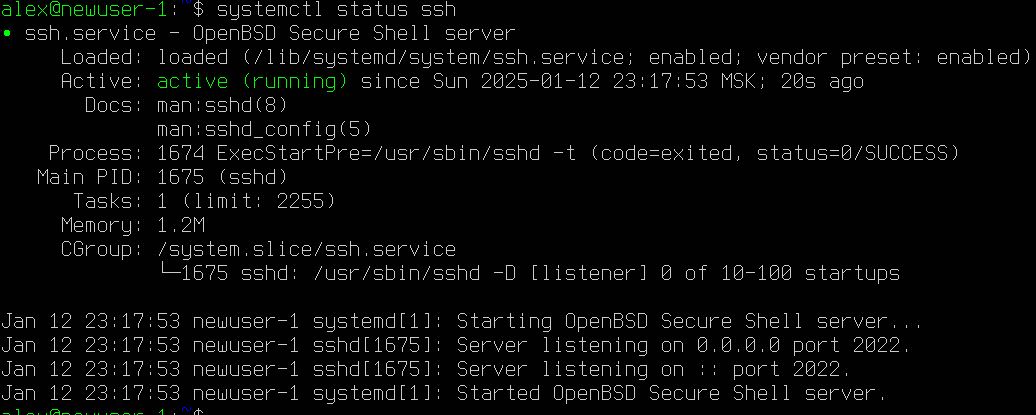 alex@newuser-1:~$ systemctl status ssh
● ssh.service - OpenBSD Secure Shell server
     Loaded: loaded (/lib/systemd/system/ssh.service; enabled; vendor preset: enabled)
     Active: active (running) since Sun 2025-01-12 23:17:53 MSK; 20s ago
       Docs: man:sshd(8)
             man:sshd_config(5)
    Process: 1674 ExecStartPre=/usr/sbin/sshd -t (code=exited, status=0/SUCCESS)
   Main PID: 1675 (sshd)
      Tasks: 1 (limit: 2255)
     Memory: 1.2M
     CGroup: /system.slice/ssh.service
             └─1675 sshd: /usr/sbin/sshd -D [listener] 0 of 10-100 startups

Jan 12 23:17:53 newuser-1 systemd[1]: Starting OpenBSD Secure Shell server...
Jan 12 23:17:53 newuser-1 sshd[1675]: Server listening on 0.0.0.0 port 2022.
Jan 12 23:17:53 newuser-1 sshd[1675]: Server listening on :: port 2022.
Jan 12 23:17:53 newuser-1 systemd[1]: Started OpenBSD Secure Shell server.
alex@newuser-1:~$